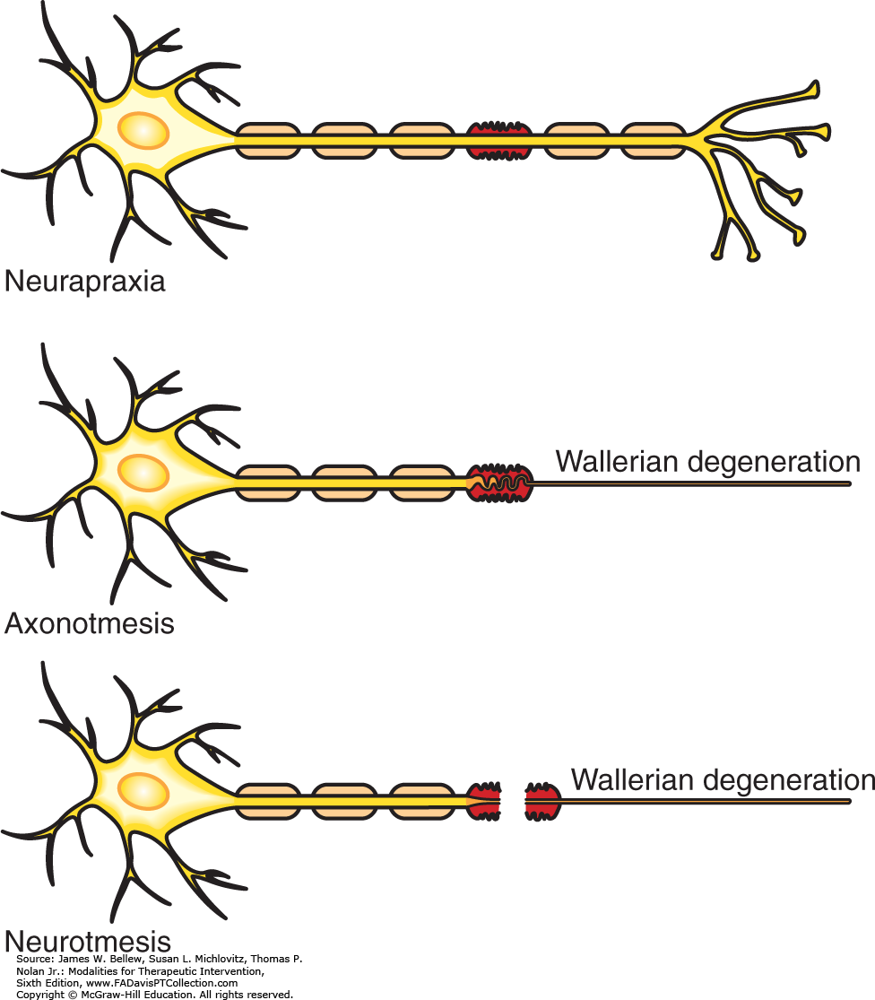 Neurapraxia
Wallerian degeneration
Axonotmesis
Wallerian degeneration
Neurotmesis
Source: James W. Bellew, Susan L. Michlovitz, Thomas P.
Nolan Jr.: Modalities for Therapeutic Intervention,
Sixth Edition, www.FADavisPTCollection.com
Copyright © McGraw-Hill Education. All rights reserved.